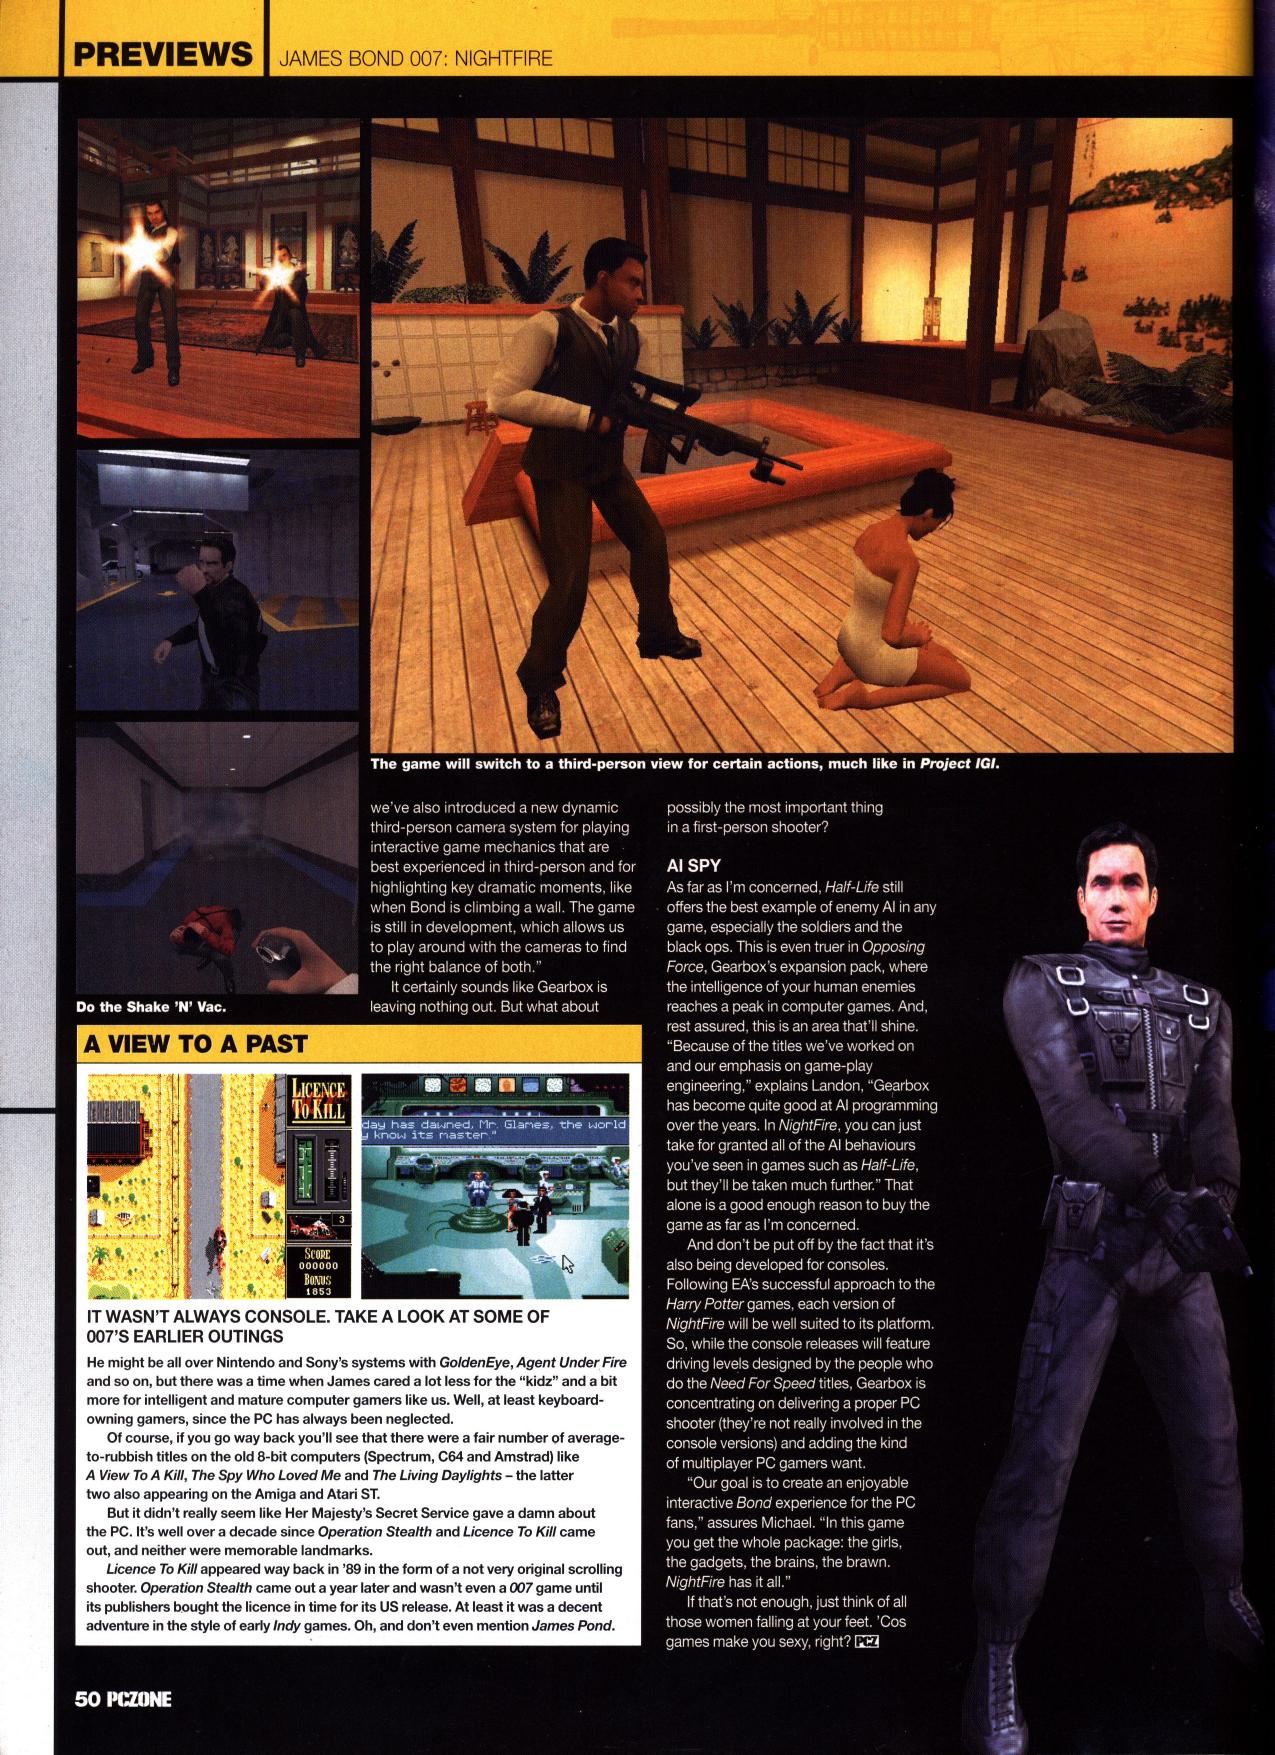 PREVIEWS
JAMES BOND 007: NIGHTFIRE
The game will switch to a third-person view for certain actions, much like in Project IGI.
Do the Shake 'N' Vac.
we've also introduced a new dynamic
third-person camera system for playing
interactive game mechanics that are
best experienced in third-person and for
highlighting key dramatic moments, like
when Bond is climbing a wall. The game
is still in development, which allows us
to play around with the cameras to find
the right balance of both."
It certainly sounds like Gearbox is
leaving nothing out. But what about
possibly the most important thing
in a first-person shooter?
AI SPY
As far as I'm concerned, Half-Life still
offers the best example of enemy AI in any
game, especially the soldiers and the
black ops. This is even truer in Opposing
Force, Gearbox's expansion pack, where
the intelligence of your human enemies
reaches a peak in computer games. And,
rest assured, this is an area that'll shine.
"Because of the titles we've worked on
and our emphasis on game-play
engineering," explains Landon, "Gearbox
has become quite good at AI programming
over the years. In NightFire, you can just
take for granted all of the AI behaviours
you've seen in games such as Half-Life,
but they'll be taken much further." That
alone is a good enough reason to buy the
game as far as I'm concerned.
And don't be put off by the fact that it's
also being developed for consoles.
Following EA's successful approach to the
Harry Potter games, each version of
NightFire will be well suited to its platform.
So, while the console releases will feature
driving levels designed by the people who
do the Need For Speed titles, Gearbox is
concentrating on delivering a proper PC
shooter (they're not really involved in the
console versions) and adding the kind
of multiplayer PC gamers want.
"Our goal is to create an enjoyable
interactive Bond experience for the PC
fans," assures Michael. "In this game
you get the whole package: the girls,
the gadgets, the brains, the brawn.
NightFire has it all."
If that's not enough, just think of all
those women falling at your feet. 'Cos
games make you sexy, right? PCZ
A VIEW TO A PAST
LICENCE
TO KILL
3
SCORE
000000
BONUS
1853
day has dawned, Mr. Glames, the world
y know its master."
IT WASN'T ALWAYS CONSOLE. TAKE A LOOK AT SOME OF
007'S EARLIER OUTINGS
He might be all over Nintendo and Sony's systems with GoldenEye, Agent Under Fire
and so on, but there was a time when James cared a lot less for the "kidz" and a bit
more for intelligent and mature computer gamers like us. Well, at least keyboard-
owning gamers, since the PC has always been neglected.
Of course, if you go way back you'll see that there were a fair number of average-
to-rubbish titles on the old 8-bit computers (Spectrum, C64 and Amstrad) like
A View To A Kill, The Spy Who Loved Me and The Living Daylights – the latter
two also appearing on the Amiga and Atari ST.
But it didn't really seem like Her Majesty's Secret Service gave a damn about
the PC. It's well over a decade since Operation Stealth and Licence To Kill came
out, and neither were memorable landmarks.
Licence To Kill appeared way back in '89 in the form of a not very original scrolling
shooter. Operation Stealth came out a year later and wasn't even a 007 game until
its publishers bought the licence in time for its US release. At least it was a decent
adventure in the style of early Indy games. Oh, and don't even mention James Pond.
50 PCZONE